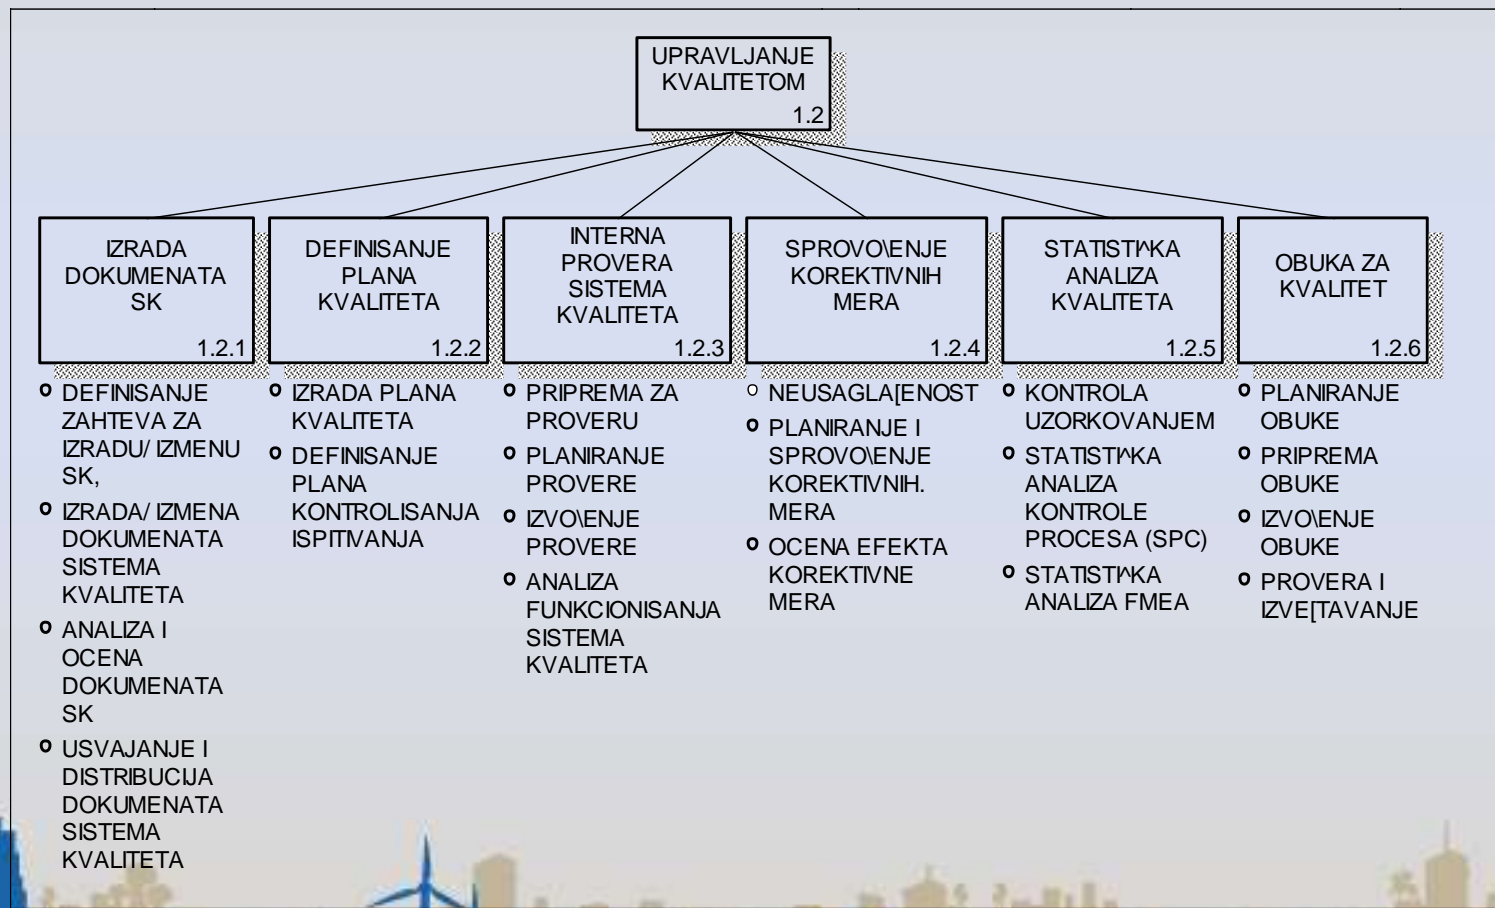 UPRAVLJANJE
KVALITETOM
1.2
IZRADA
DOKUMENATA
SK
1.2.1
DEFINISANJE
PLANA
KVALITETA
1.2.2
INTERNA
PROVERA
SISTEMA
KVALITETA
1.2.3
SPROVO\ENJE
KOREKTIVNIH
MERA
1.2.4
STATISTI^KA
ANALIZA
KVALITETA
1.2.5
OBUKA ZA
KVALITET
1.2.6
DEFINISANJE
ZAHTEVA ZA
IZRADU/ IZMENU
SK,
IZRADA/ IZMENA
DOKUMENATA
SISTEMA
KVALITETA
ANALIZA I
OCENA
DOKUMENATA
SK
USVAJANJE I
DISTRIBUCIJA
DOKUMENATA
SISTEMA
KVALITETA
IZRADA PLANA
KVALITETA
DEFINISANJE
PLANA
KONTROLISANJA
ISPITIVANJA
PRIPREMA ZA
PROVERU
PLANIRANJE
PROVERE
IZVO\ENJE
PROVERE
ANALIZA
FUNKCIONISANJA
SISTEMA
KVALITETA
NEUSAGLA[ENOST
PLANIRANJE I
SPROVO\ENJE
KOREKTIVNIH.
MERA
OCENA EFEKTA
KOREKTIVNE
MERA
KONTROLA
UZORKOVANJEM
STATISTI^KA
ANALIZA
KONTROLE
PROCESA (SPC)
STATISTI^KA
ANALIZA FMEA
PLANIRANJE
OBUKE
PRIPREMA
OBUKE
IZVO\ENJE
OBUKE
PROVERA I
IZVE[TAVANJE